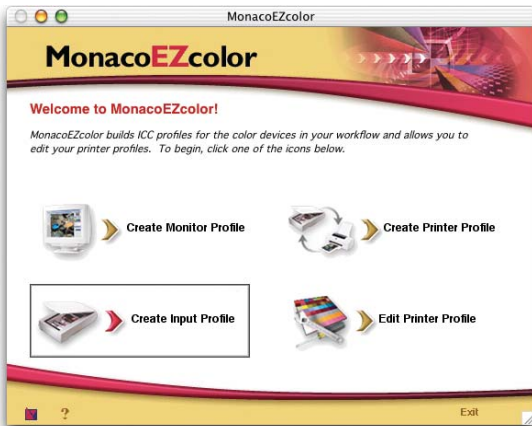 MonacoEZcolor
MonacoEZcolor
Welcome to MonacoEZcolor!
MonacoEZcolor builds ICC profiles for the color devices in your workflow and allows you to
edit your printer profiles. To begin, click one of the icons below.
Create Monitor Profile
Create Printer Profile
Create Input Profile
Edit Printer Profile
?
Exit